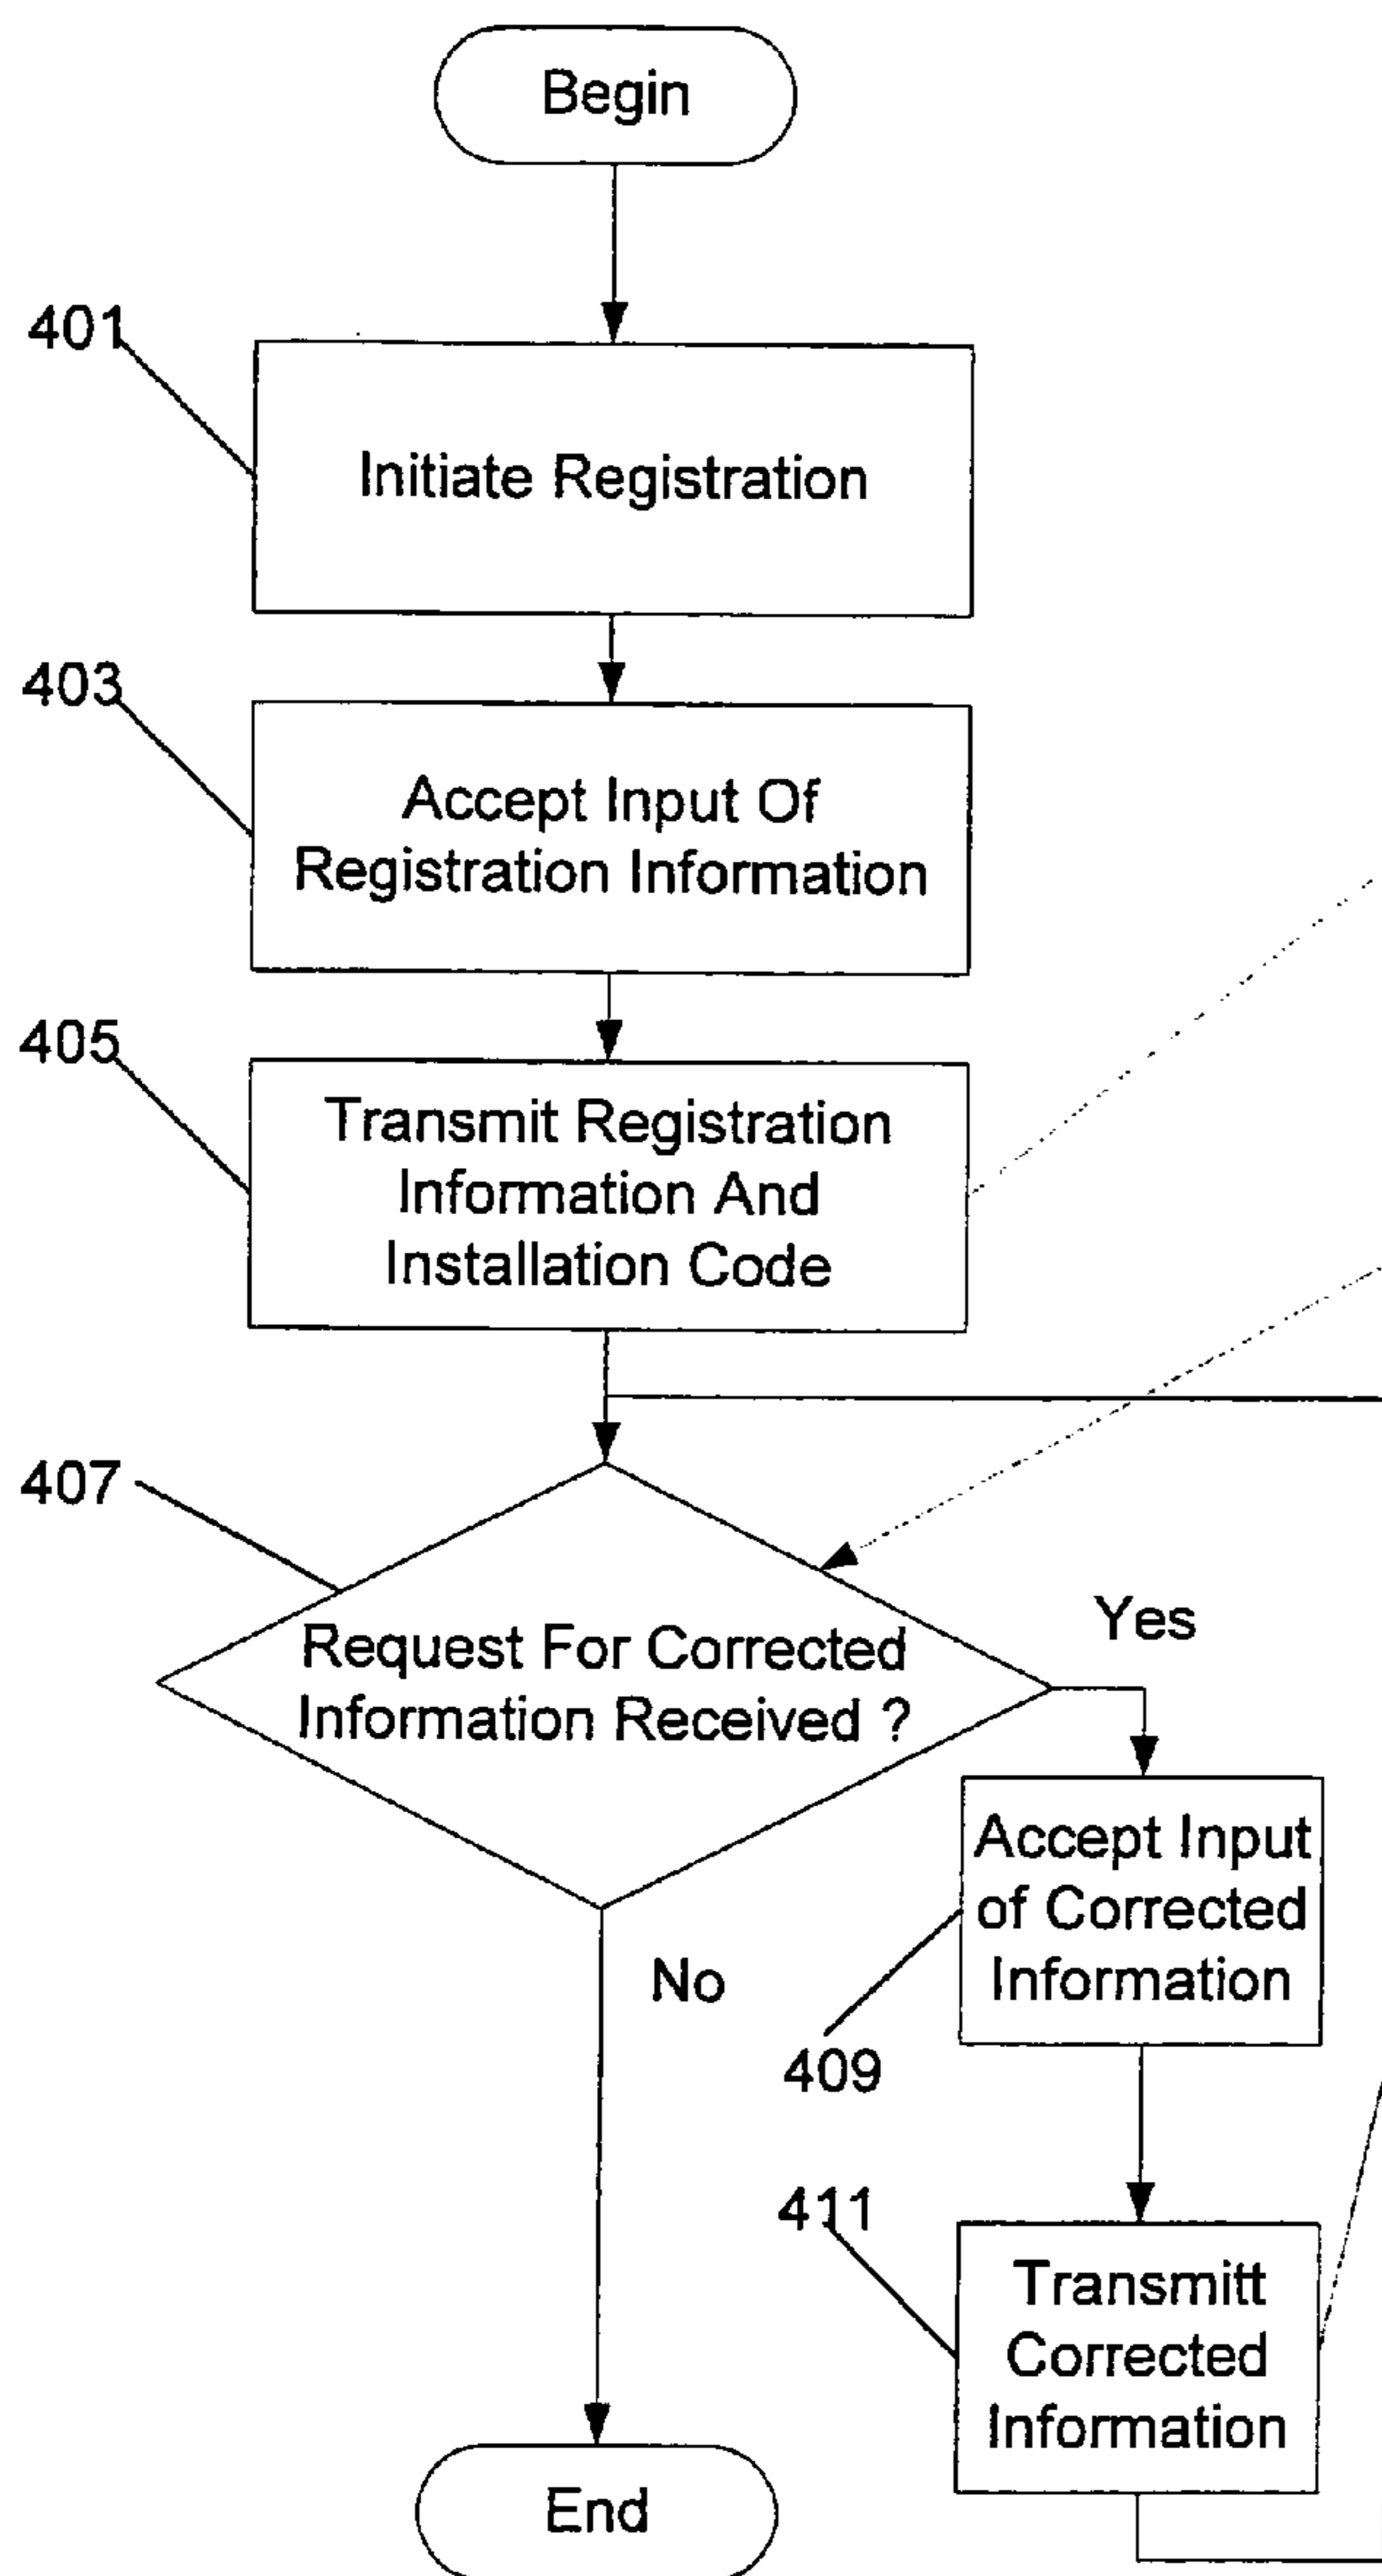 Begin
401
Initiate Registration
403
Accept Input Of
Registration Information
405
Transmit Registration
Information And
Installation Code
407
Request For Corrected
Information Received ?
Yes
Accept Input
of Corrected
Information
No
409
411
Transmitt
Corrected
Information
End